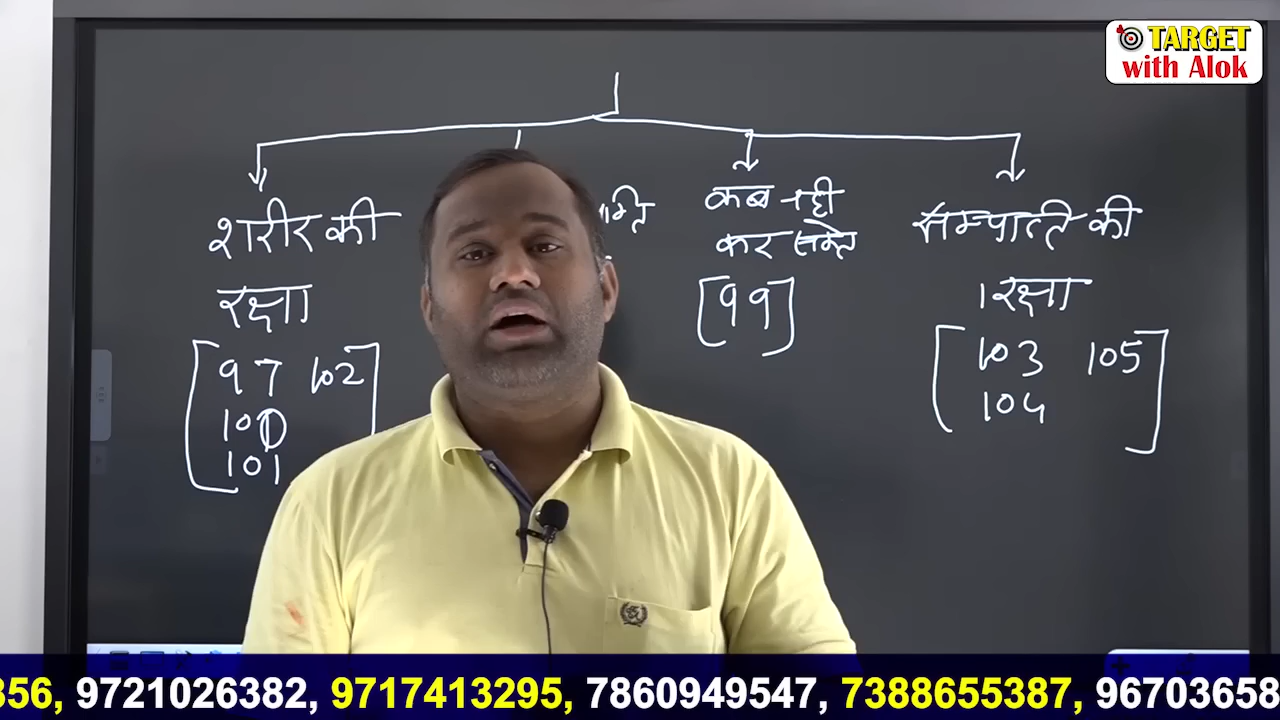 TARGET
with Alok
शरीर की
रक्षा
97 102
100
101
कब नही
कर सकते
[99]
सम्पत्ति की
रक्षा
103 105
104
856, 9721026382, 9717413295, 7860949547, 7388655387, 96703658